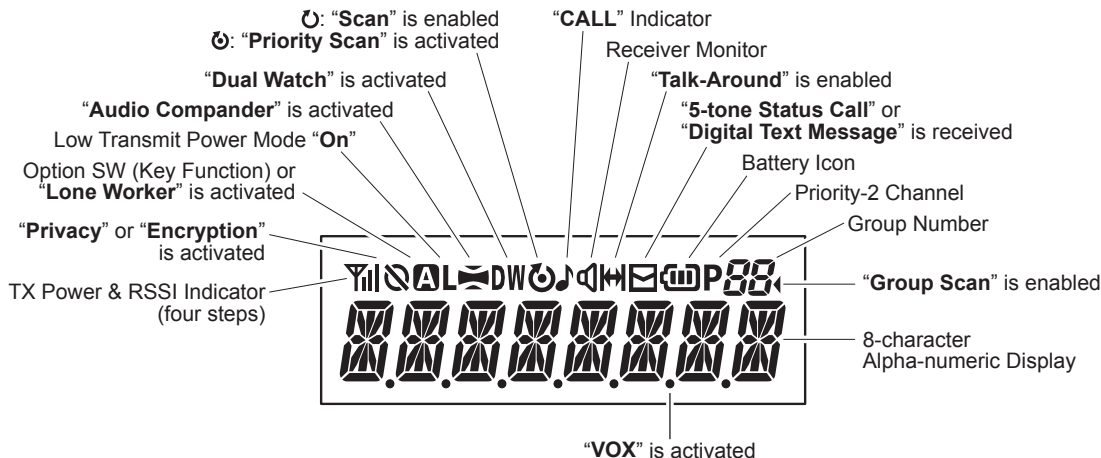 ↻: “Scan” is enabled
⥁: “Priority Scan” is activated
“Dual Watch” is activated
“Audio Compander” is activated
Low Transmit Power Mode “On”
Option SW (Key Function) or
“Lone Worker” is activated
“Privacy” or “Encryption”
is activated
TX Power & RSSI Indicator
(four steps)
“CALL” Indicator
Receiver Monitor
“Talk-Around” is enabled
“5-tone Status Call” or
“Digital Text Message” is received
Battery Icon
Priority-2 Channel
Group Number
“Group Scan” is enabled
8-character
Alpha-numeric Display
A L DW P 88
“VOX” is activated